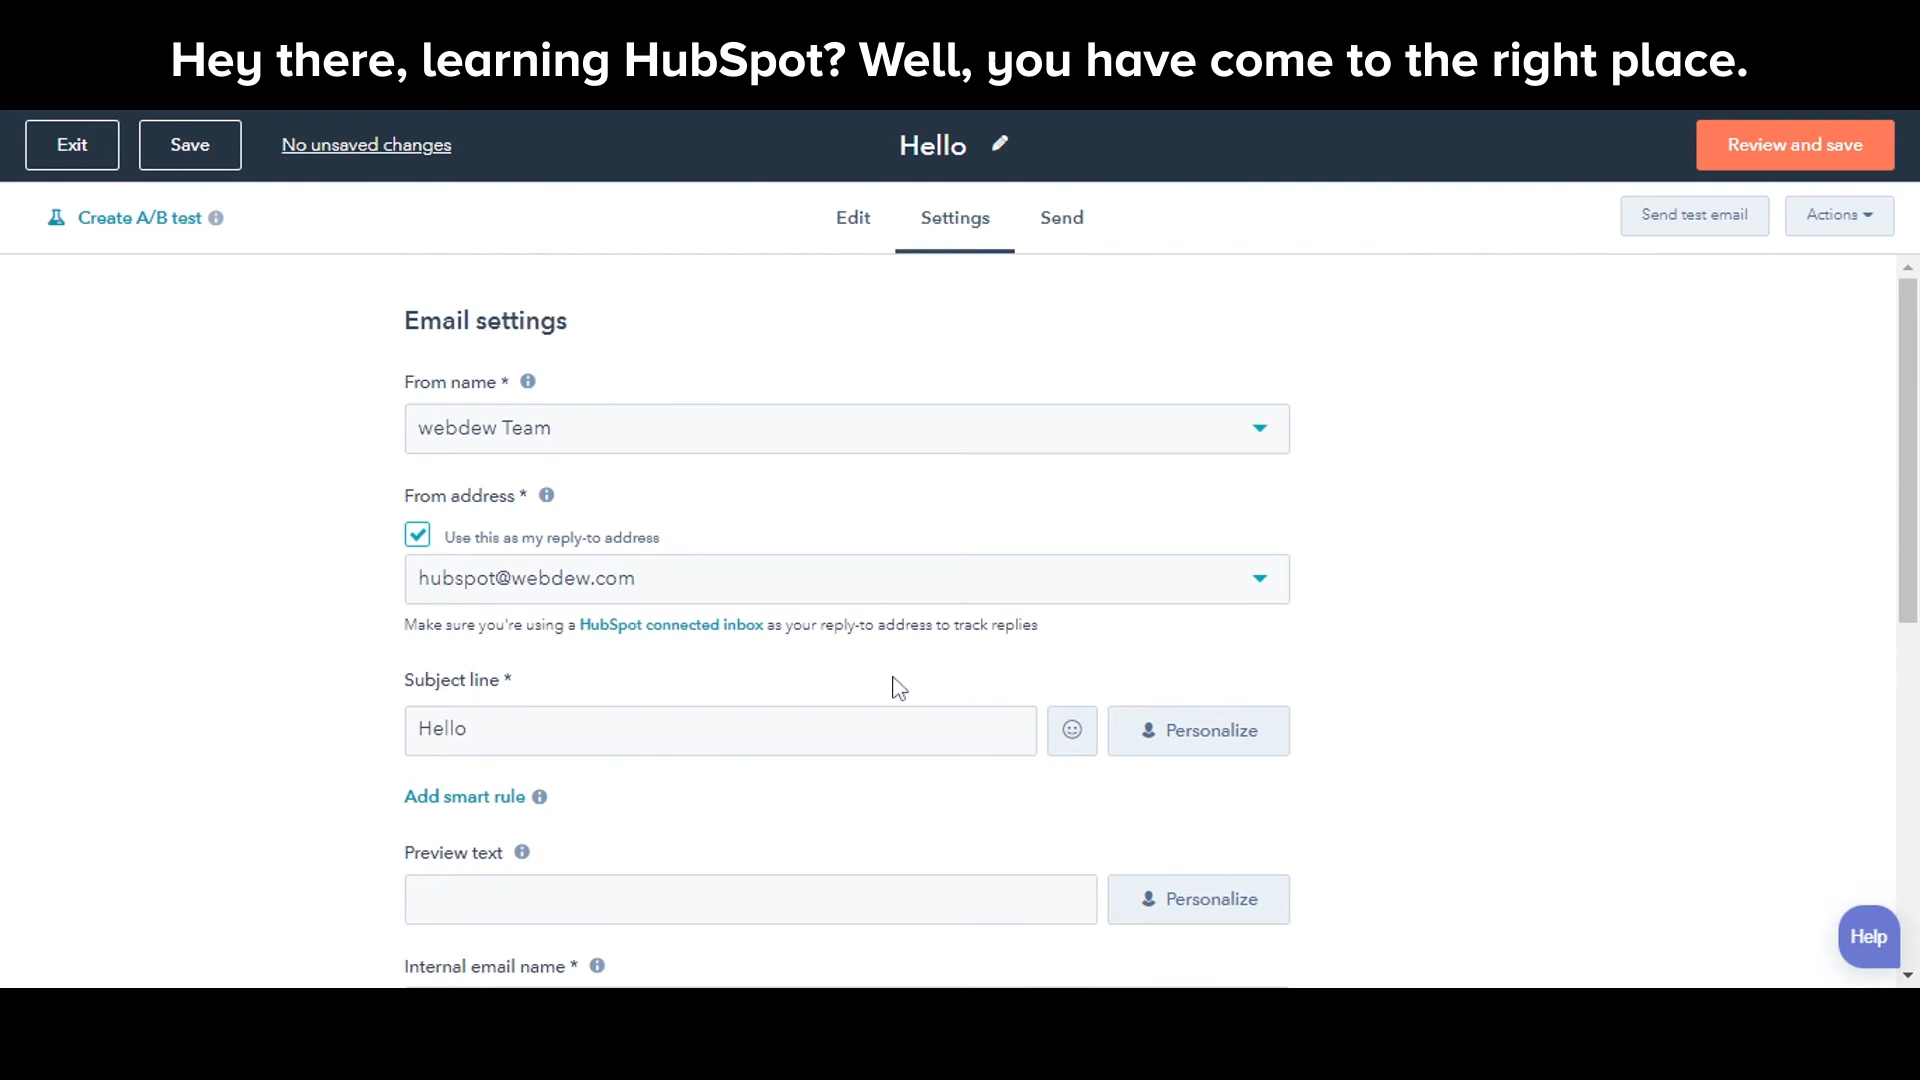 Hey there, learning HubSpot? Well, you have come to the right place.
Exit Save No unsaved changes Hello Review and save
Create A/B test Edit Settings Send Send test email Actions
Email settings
From name *
webdew Team
From address *
Use this as my reply-to address
hubspot@webdew.com
Make sure you're using a HubSpot connected inbox as your reply-to address to track replies
Subject line *
Hello Personalize
Add smart rule
Preview text
Personalize
Help
Internal email name *